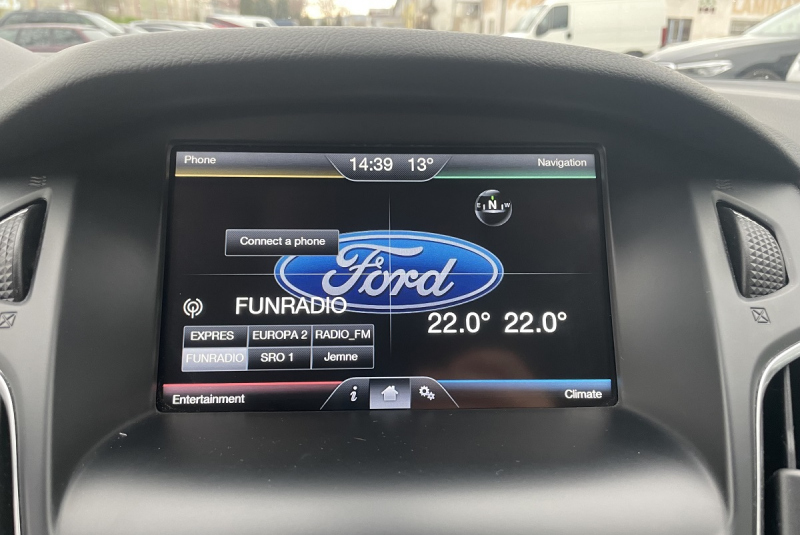 Phone
14:39 13°
Navigation
E N W
Connect a phone
Ford
FUNRADIO
22.0° 22.0°
EXPRES EUROPA 2 RADIO_FM
FUNRADIO SRO 1 Jemne
Entertainment
i
Climate